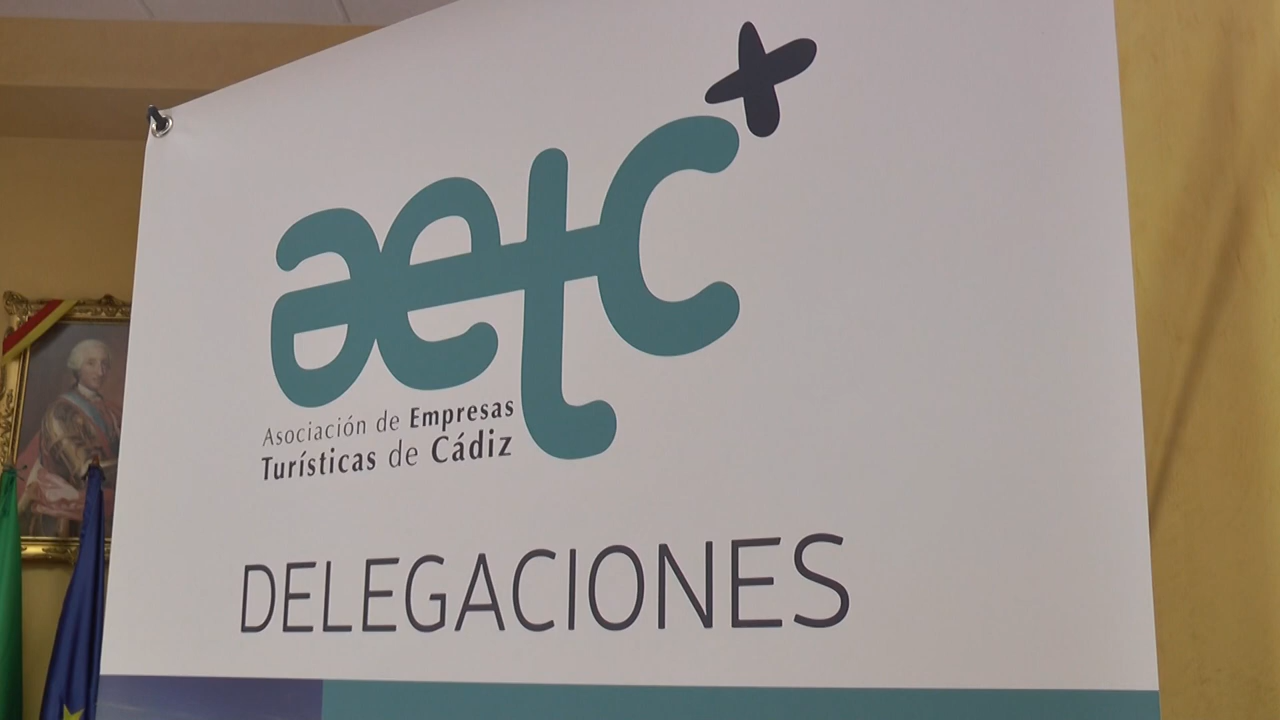 aetc+
Asociación de Empresas
Turísticas de Cádiz
DELEGACIONES